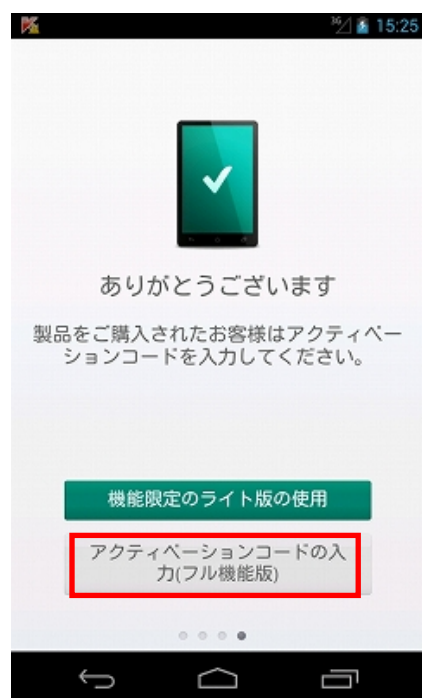 3G 15:25
ありがとうございます
製品をご購入されたお客様はアクティベー
ションコードを入力してください。
機能限定のライト版の使用
アクティベーションコードの入
力(フル機能版)